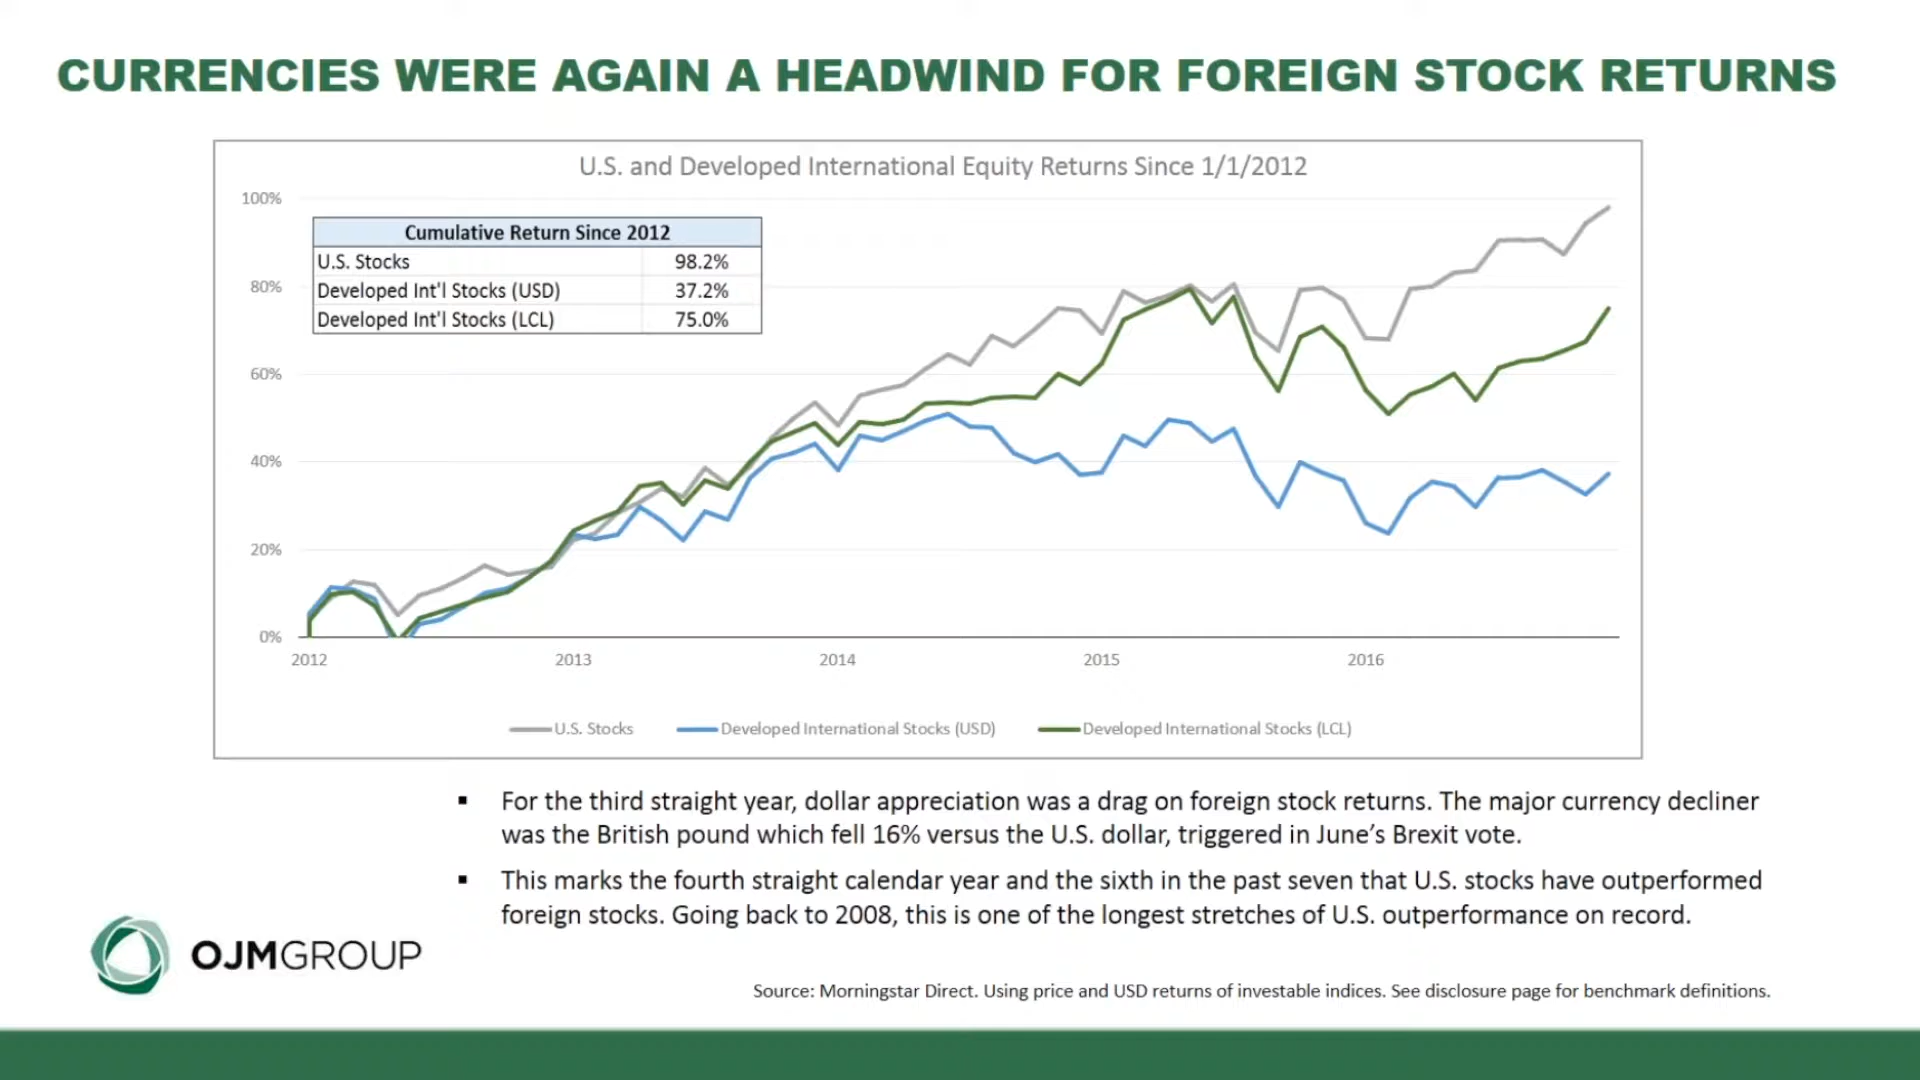 CURRENCIES WERE AGAIN A HEADWIND FOR FOREIGN STOCK RETURNS
U.S. and Developed International Equity Returns Since 1/1/2012
100%
80%
60%
40%
20%
0%
Cumulative Return Since 2012
U.S. Stocks 98.2%
Developed Int'l Stocks (USD) 37.2%
Developed Int'l Stocks (LCL) 75.0%
2012 2013 2014 2015 2016
U.S. Stocks Developed International Stocks (USD) Developed International Stocks (LCL)
▪ For the third straight year, dollar appreciation was a drag on foreign stock returns. The major currency decliner
was the British pound which fell 16% versus the U.S. dollar, triggered in June’s Brexit vote.
▪ This marks the fourth straight calendar year and the sixth in the past seven that U.S. stocks have outperformed
foreign stocks. Going back to 2008, this is one of the longest stretches of U.S. outperformance on record.
OJMGROUP
Source: Morningstar Direct. Using price and USD returns of investable indices. See disclosure page for benchmark definitions.